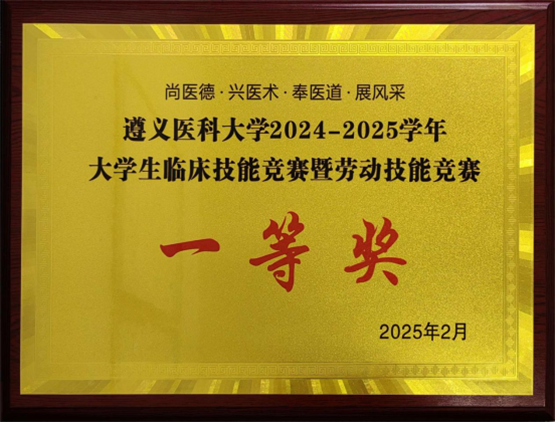 尚医德·兴医术·奉医道·展风采
遵义医科大学2024-2025学年
大学生临床技能竞赛暨劳动技能竞赛
一等奖
2025年2月